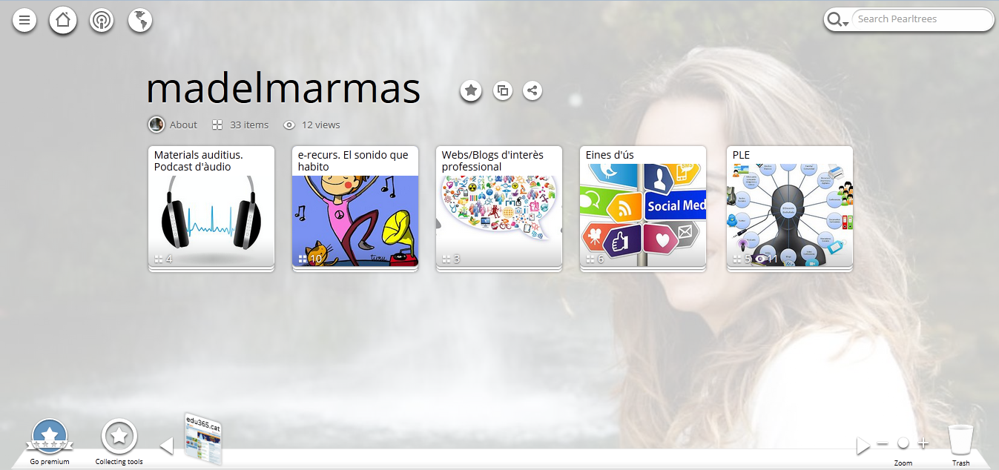 Search Pearltrees
madelmarmas
About 33 items 12 views
Materials auditius.
Podcast d'àudio
4
e-recurs. El sonido que
habito
10
Webs/Blogs d'interès
professional
3
Eines d'ús
SMS
Social Med
6
PLE
5 11
edu365.cat
Go premium
Collecting tools
Zoom
Trash